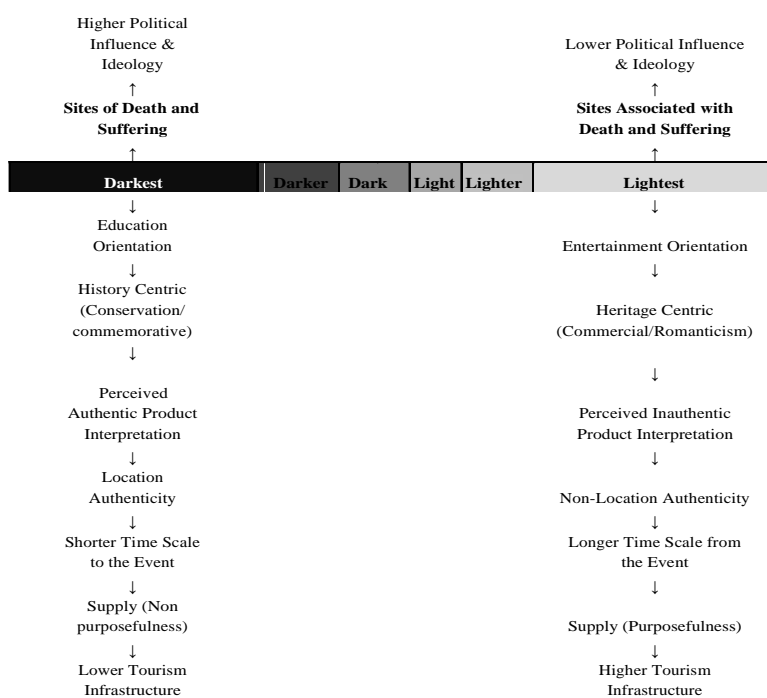 Higher Political
Influence &
Ideology
↑
Sites of Death and
Suffering
↑
Lower Political Influence
& Ideology
↑
Sites Associated with
Death and Suffering
↑
Darkest Darker Dark Light Lighter Lightest
↓
Education
Orientation
↓
History Centric
(Conservation/
commemorative)
↓
Perceived
Authentic Product
Interpretation
↓
Location
Authenticity
↓
Shorter Time Scale
to the Event
↓
Supply (Non
purposefulness)
↓
Lower Tourism
Infrastructure
↓
Entertainment Orientation
↓
Heritage Centric
(Commercial/Romanticism)
↓
Perceived Inauthentic
Product Interpretation
↓
Non-Location Authenticity
↓
Longer Time Scale from
the Event
↓
Supply (Purposefulness)
↓
Higher Tourism
Infrastructure